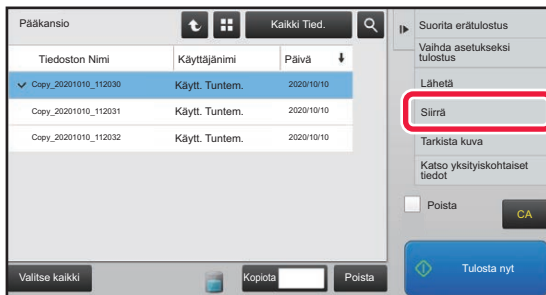 Pääkansio
Kaikki Tied.
Tiedoston Nimi
Käyttäjänimi
Päivä
Copy_20201010_112030
Käytt. Tuntem.
2020/10/10
Copy_20201010_112031
Käytt. Tuntem.
2020/10/10
Copy_20201010_112032
Käytt. Tuntem.
2020/10/10
Valitse kaikki
Kopiota
Poista
Suorita erätulostus
Vaihda asetukseksi
tulostus
Lähetä
Siirrä
Tarkista kuva
Katso yksityiskohtaiset
tiedot
Poista
CA
Tulosta nyt